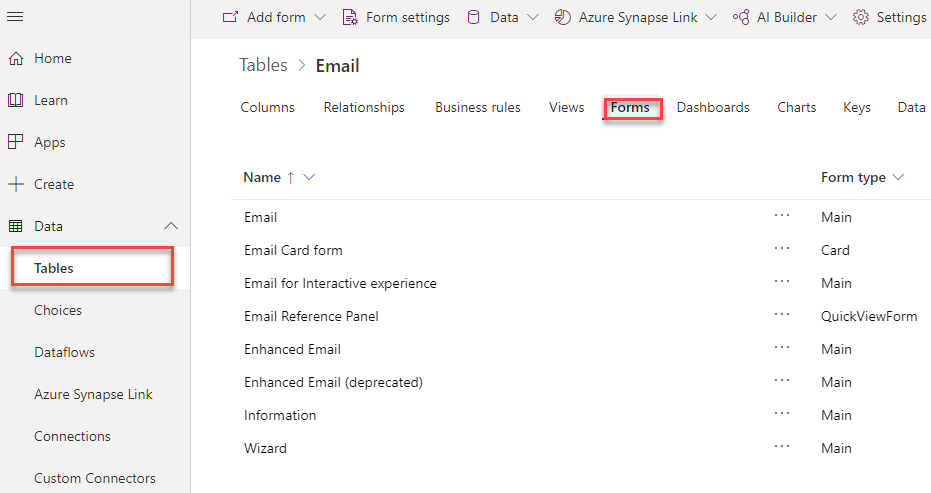 Add form Form settings Data Azure Synapse Link AI Builder Settings
Home
Learn
Apps
Create
Data
Tables
Choices
Dataflows
Azure Synapse Link
Connections
Custom Connectors
Tables > Email
Columns Relationships Business rules Views Forms Dashboards Charts Keys Data
Name ↑ Form type
Email ... Main
Email Card form ... Card
Email for Interactive experience ... Main
Email Reference Panel ... QuickViewForm
Enhanced Email ... Main
Enhanced Email (deprecated) ... Main
Information ... Main
Wizard ... Main